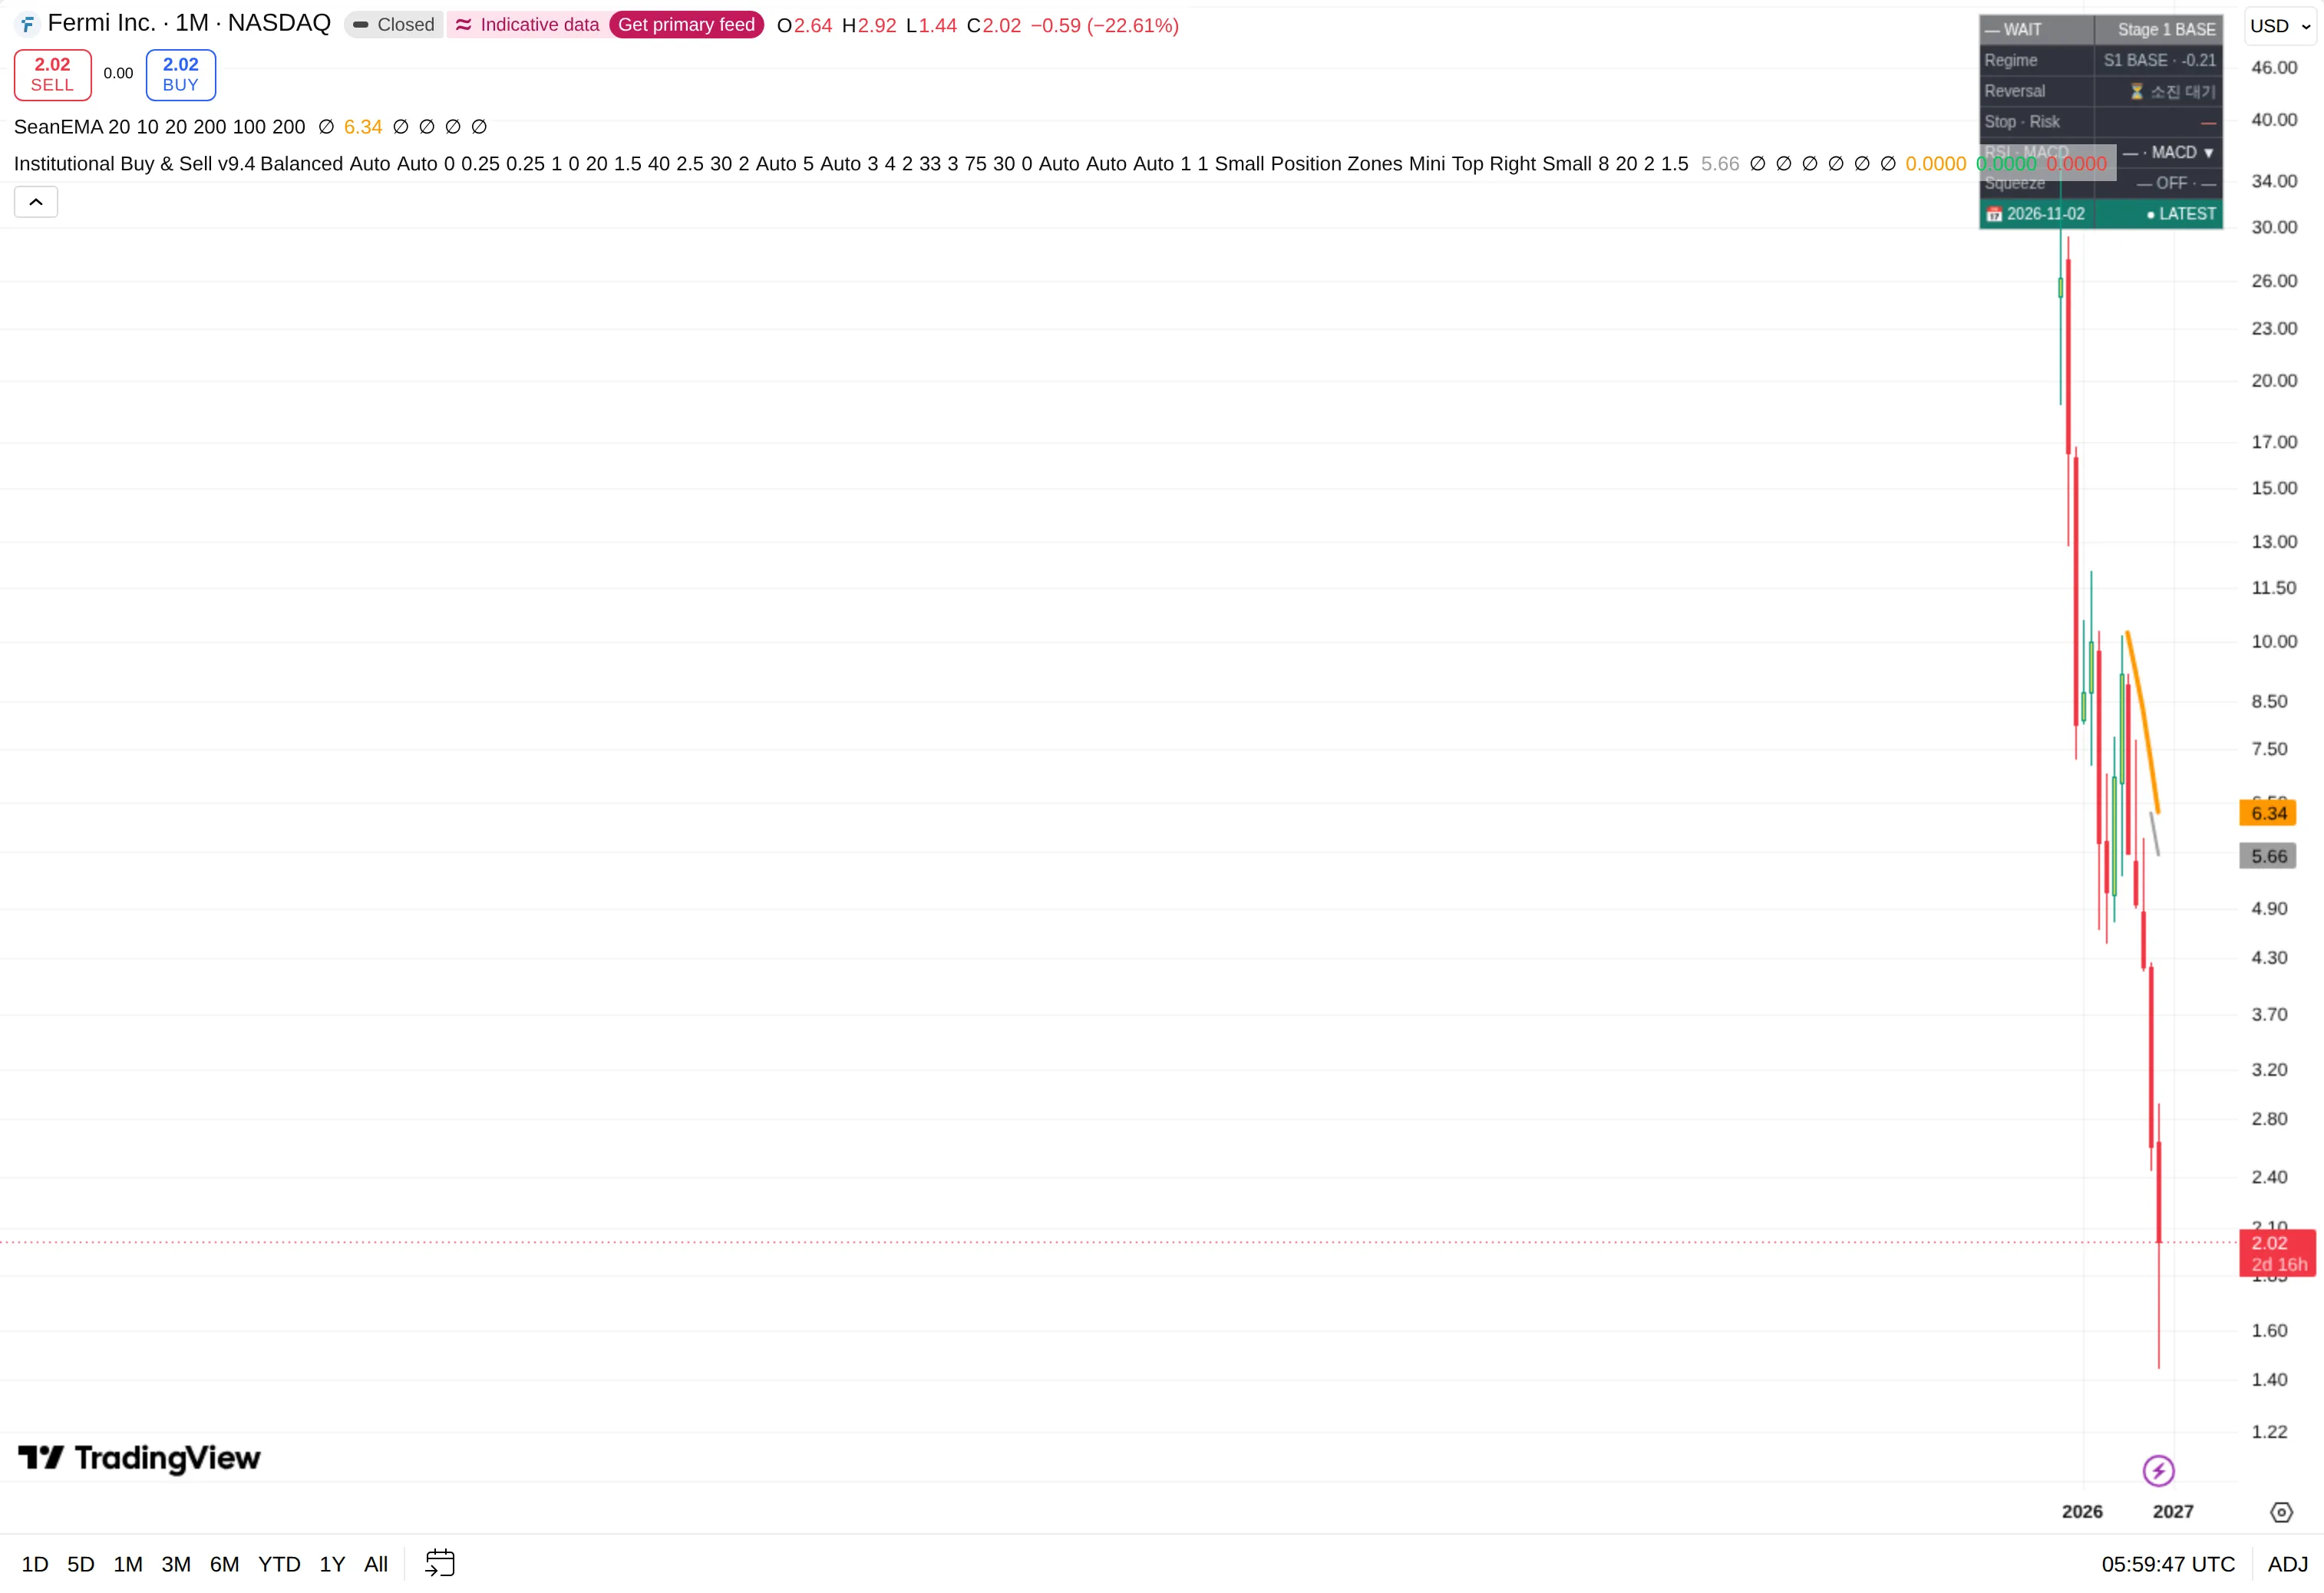 Fermi Inc. · 1M · NASDAQ Closed Indicative data Get primary feed O2.64 H2.92 L1.44 C2.02 −0.59 (−22.61%)
2.02 SELL 0.00 2.02 BUY
SeanEMA 20 10 20 200 100 200 ∅ 6.34 ∅ ∅ ∅ ∅
Institutional Buy & Sell v9.4 Balanced Auto Auto 0 0.25 0.25 1 0 20 1.5 40 2.5 30 2 Auto 5 Auto 3 4 2 33 3 75 30 0 Auto Auto Auto 1 1 Small Position Zones Mini Top Right Small 8 20 2 1.5 5.66 ∅ ∅ ∅ ∅ ∅ ∅ 0.0000 0.0000 0.0000
— WAIT Stage 1 BASE
Regime S1 BASE · -0.21
Reversal ⏳ 소진 대기
Stop · Risk —
RSI · MACD — · MACD ▼
Squeeze — OFF · —
📅 2026-11-02 ● LATEST
USD
46.00
40.00
34.00
30.00
26.00
23.00
20.00
17.00
15.00
13.00
11.50
10.00
8.50
7.50
6.34
5.66
4.90
4.30
3.70
3.20
2.80
2.40
2.10
2.02
2d 16h
1.60
1.40
1.22
TradingView
2026 2027
1D 5D 1M 3M 6M YTD 1Y All 05:59:47 UTC ADJ